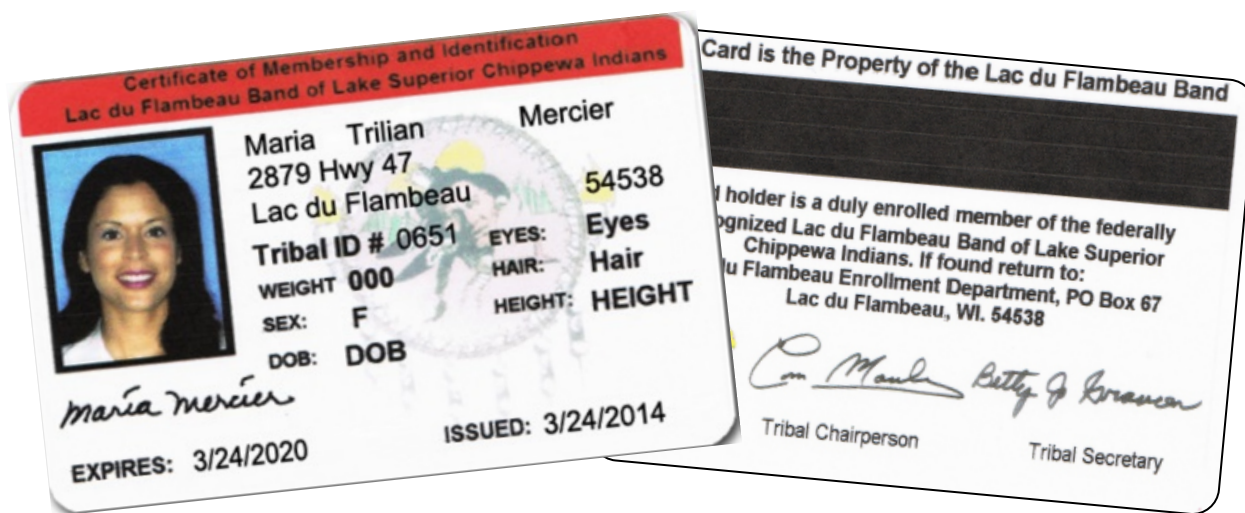 Certificate of Membership and Identification
Lac du Flambeau Band of Lake Superior Chippewa Indians
Maria Trilian Mercier
2879 Hwy 47
Lac du Flambeau 54538
Tribal ID # 0651 EYES: Eyes
WEIGHT 000 HAIR: Hair
SEX: F HEIGHT: HEIGHT
DOB: DOB
Maria Mercier
EXPIRES: 3/24/2020 ISSUED: 3/24/2014
Card is the Property of the Lac du Flambeau Band
holder is a duly enrolled member of the federally
ognized Lac du Flambeau Band of Lake Superior
Chippewa Indians. If found return to:
u Flambeau Enrollment Department, PO Box 67
Lac du Flambeau, WI. 54538
Betty Jo
Tribal Chairperson Tribal Secretary